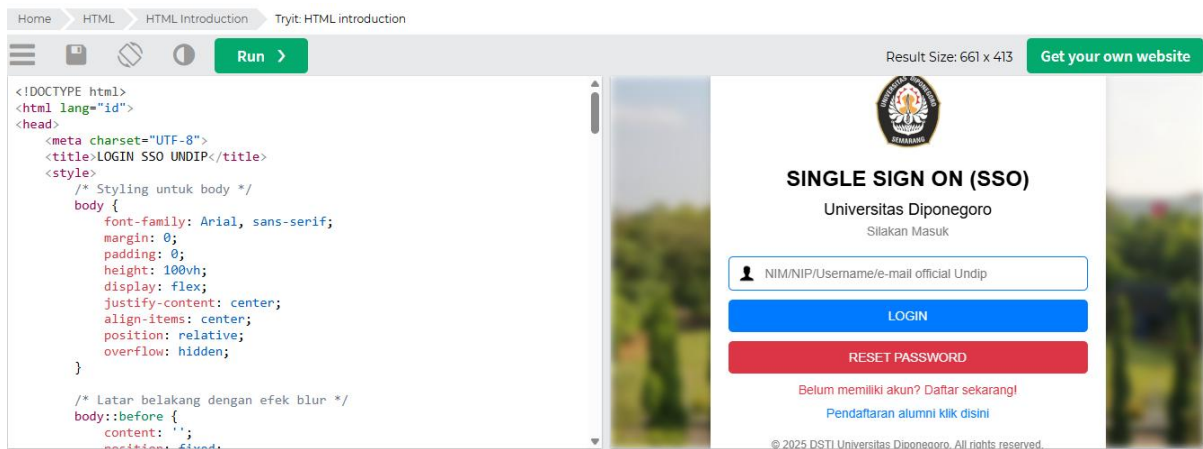 Home HTML HTML Introduction Tryit: HTML introduction
Run ❯ Result Size: 661 x 413 Get your own website
<!DOCTYPE html>
<html lang="id">
<head>
    <meta charset="UTF-8">
    <title>LOGIN SSO UNDIP</title>
    <style>
        /* Styling untuk body */
        body {
            font-family: Arial, sans-serif;
            margin: 0;
            padding: 0;
            height: 100vh;
            display: flex;
            justify-content: center;
            align-items: center;
            position: relative;
            overflow: hidden;
        }
        /* Latar belakang dengan efek blur */
        body::before {
            content: '';
            position: fixed;
UNIVERSITAS DIPONEGORO
SEMARANG
SINGLE SIGN ON (SSO)
Universitas Diponegoro
Silakan Masuk
NIM/NIP/Username/e-mail official Undip
LOGIN
RESET PASSWORD
Belum memiliki akun? Daftar sekarang!
Pendaftaran alumni klik disini
© 2025 DSTI Universitas Diponegoro. All rights reserved.